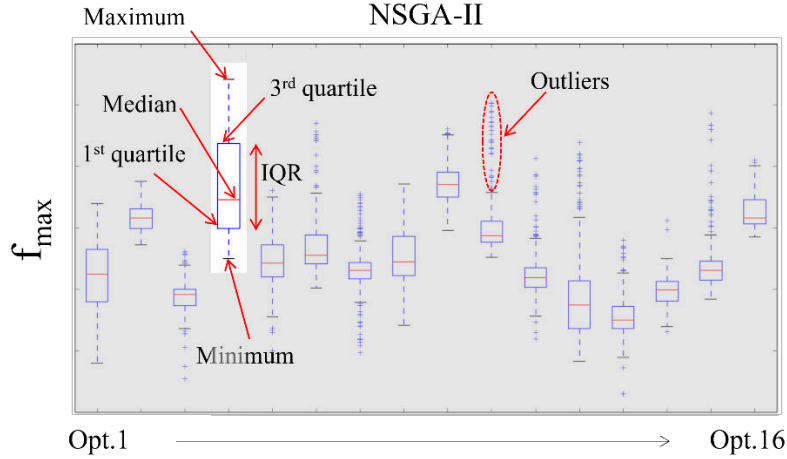 NSGA-II
Maximum
3rd quartile
Outliers
Median
1st quartile
IQR
fmax
Minimum
Opt.1
Opt.16